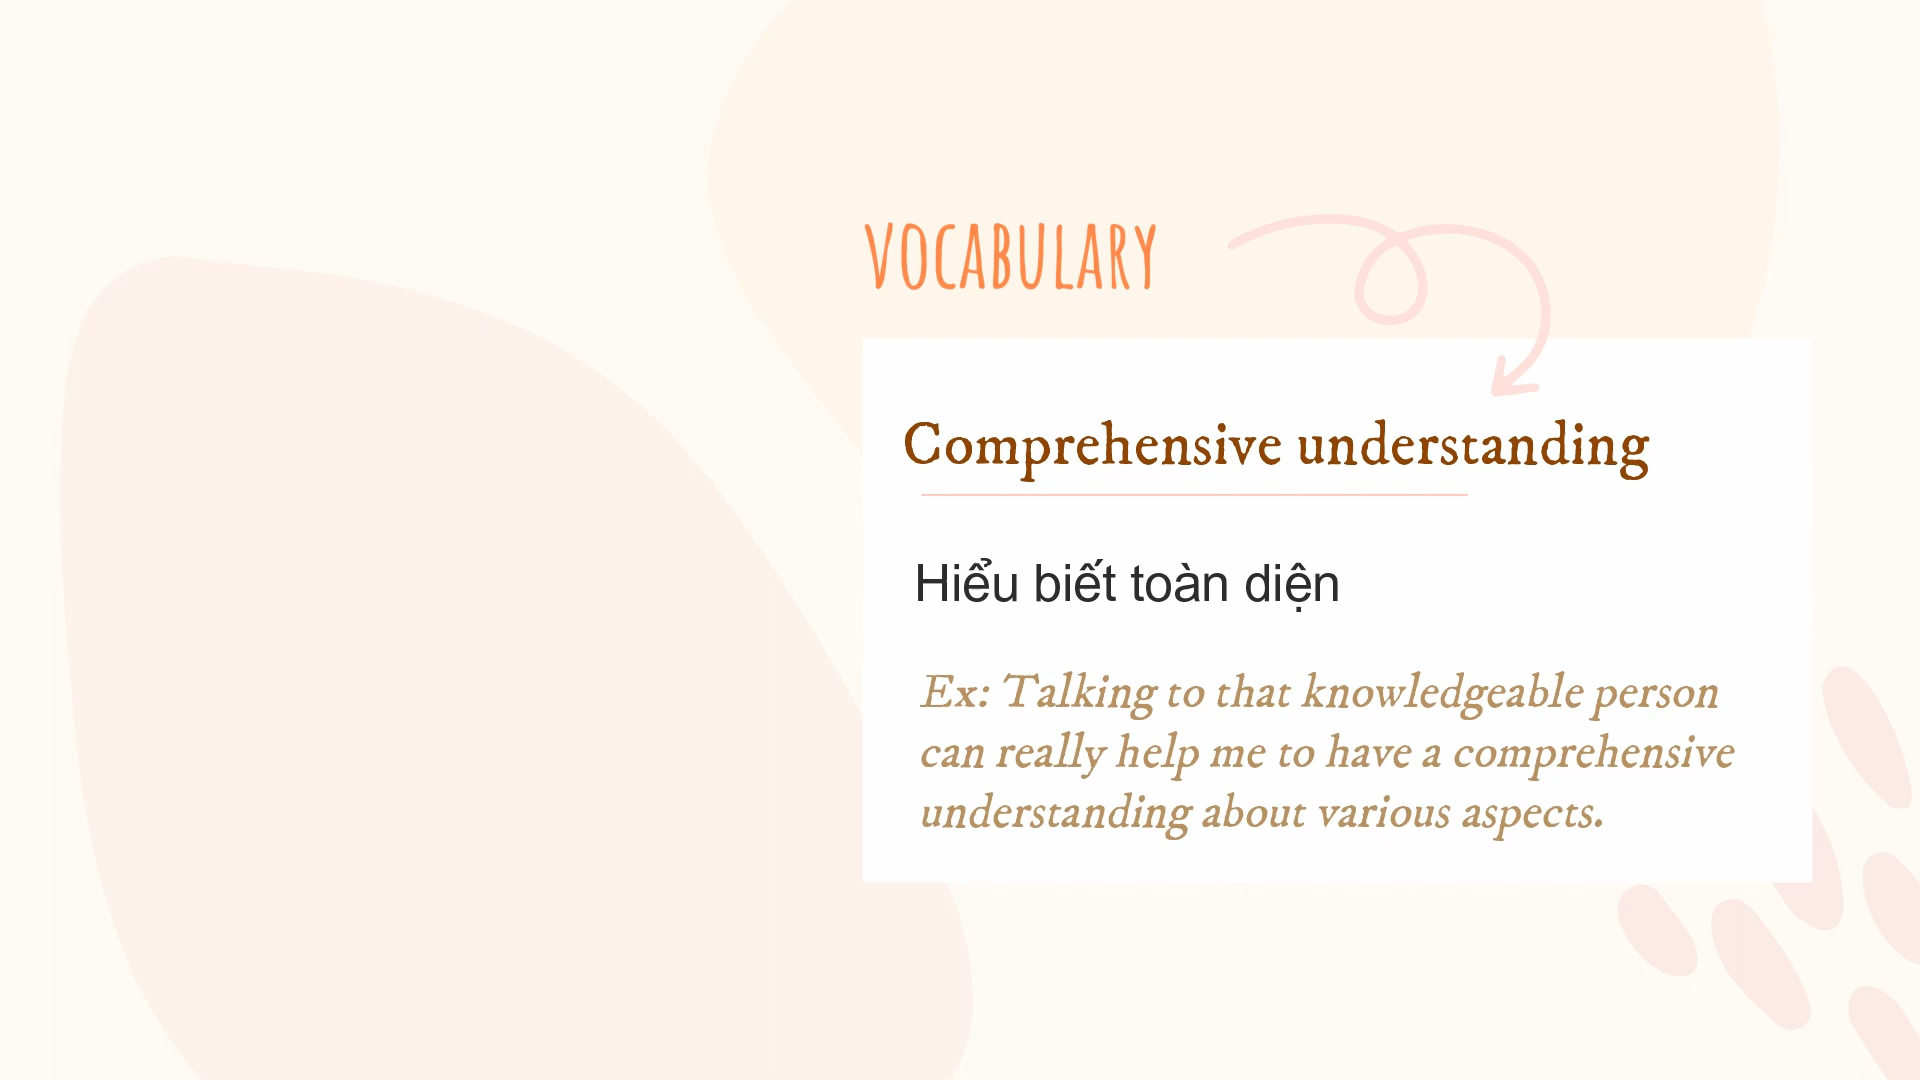 VOCABULARY
Comprehensive understanding
Hiểu biết toàn diện
Ex: Talking to that knowledgeable person
can really help me to have a comprehensive
understanding about various aspects.